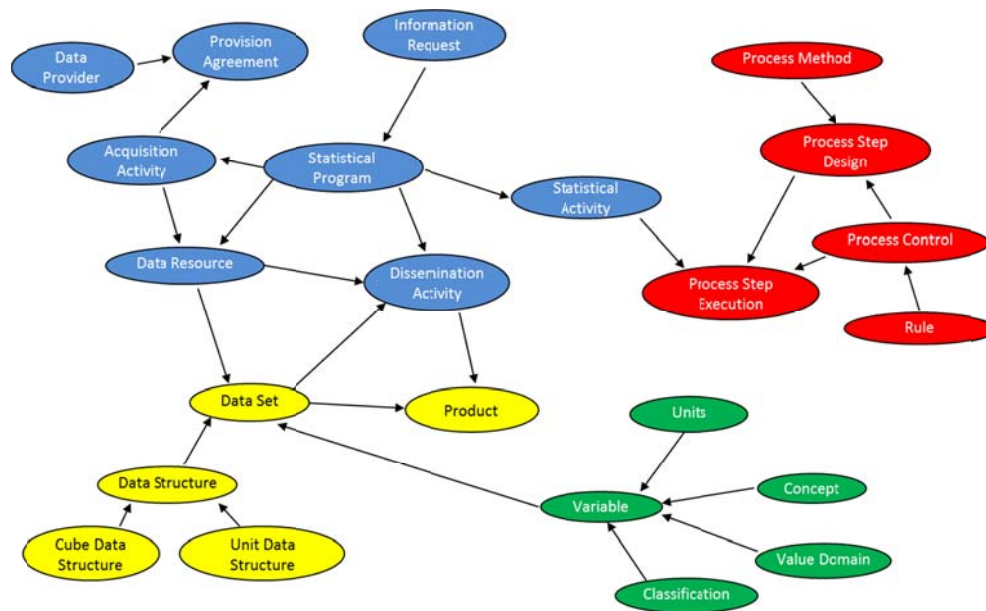 Information
Request
Provision
Agreement
Data
Provider
Process Method
Acquisition
Activity
Statistical
Program
Process Step
Design
Statistical
Activity
Process Control
Data Resource
Dissemination
Activity
Process Step
Execution
Rule
Data Set
Product
Units
Data Structure
Concept
Variable
Cube Data
Structure
Unit Data
Structure
Value Domain
Classification